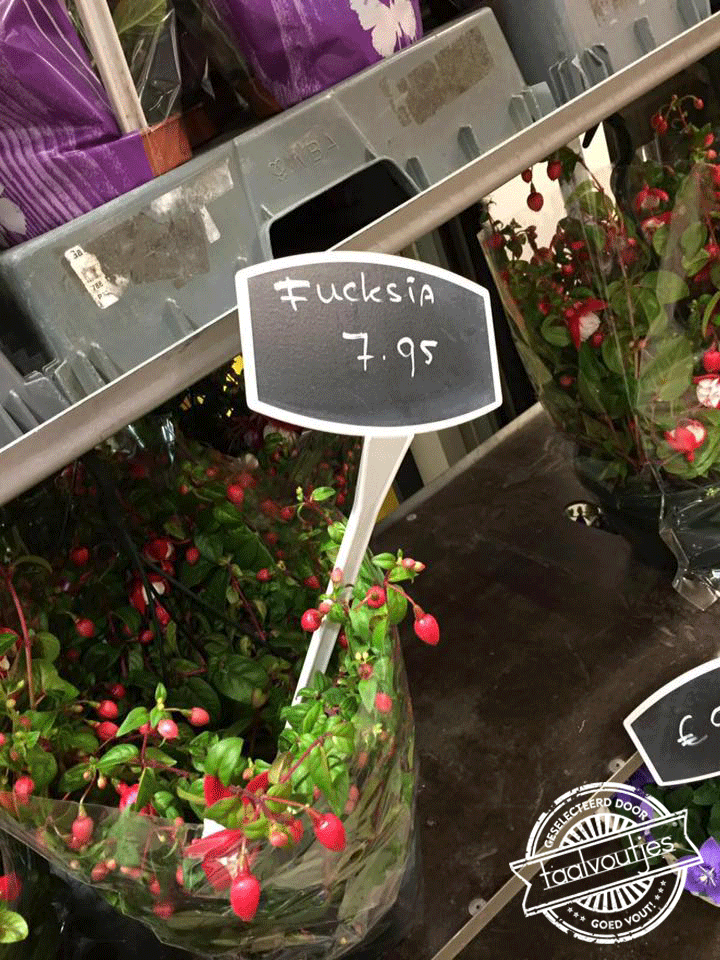 Fucksia
7.95
€
GESELECTEERD DOOR
taalvoutjes
GOED VOUT!